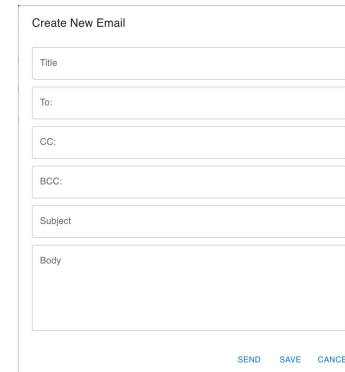 Create New Email
Title
To:
CC:
BCC:
Subject
Body
SEND SAVE CANCE